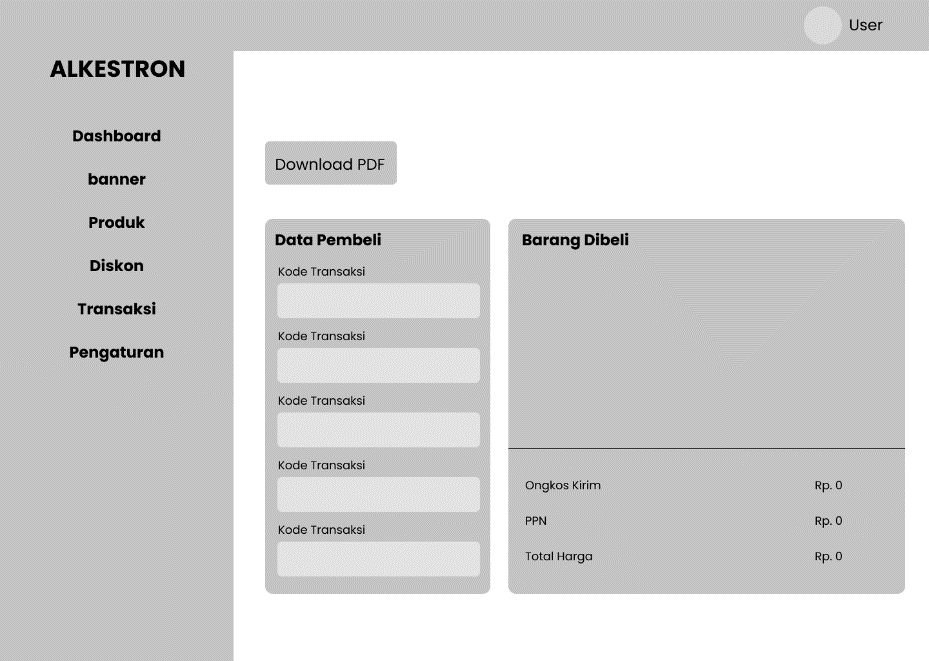 User
ALKESTRON
Dashboard
banner
Produk
Diskon
Transaksi
Pengaturan
Download PDF
Data Pembeli
Kode Transaksi
Kode Transaksi
Kode Transaksi
Kode Transaksi
Kode Transaksi
Barang Dibeli
Ongkos Kirim Rp. 0
PPN Rp. 0
Total Harga Rp. 0